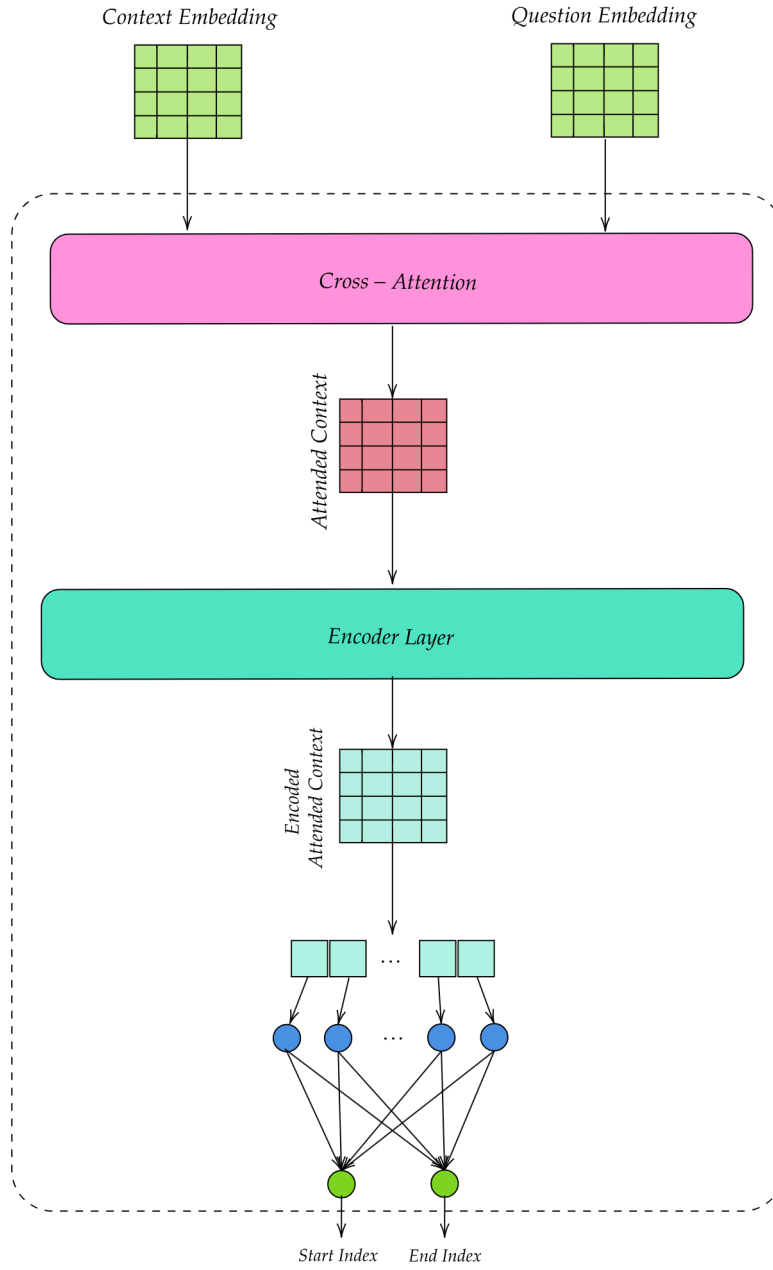 Context Embedding
Question Embedding
Cross – Attention
Attended Context
Encoder Layer
Encoded
Attended Context
...
...
Start Index
End Index